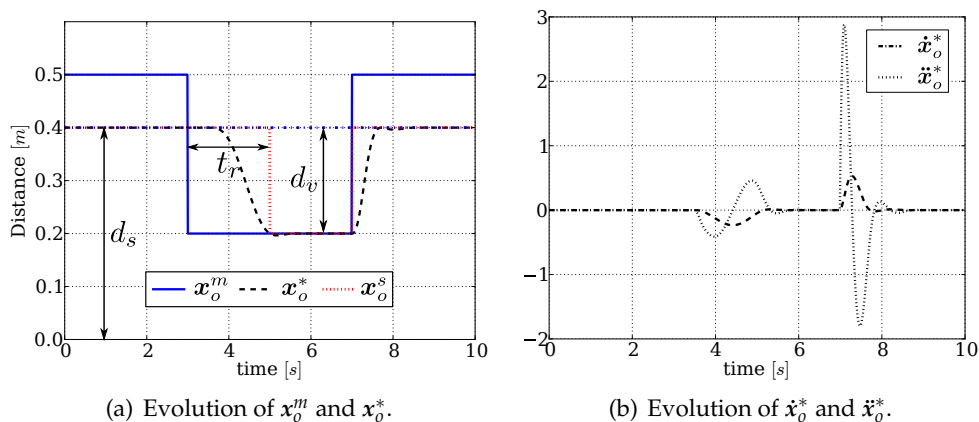 Distance [m]
0.5
0.4
0.3
0.2
0.1
0.0
d_s
t_r
d_v
x_o^m x_o^* x_o^s
0 2 4 6 8 10
time [s]
(a) Evolution of x_o^m and x_o^*.
3
2
1
0
−1
−2
ẋ_o^*
ẍ_o^*
0 2 4 6 8 10
time [s]
(b) Evolution of ẋ_o^* and ẍ_o^*.